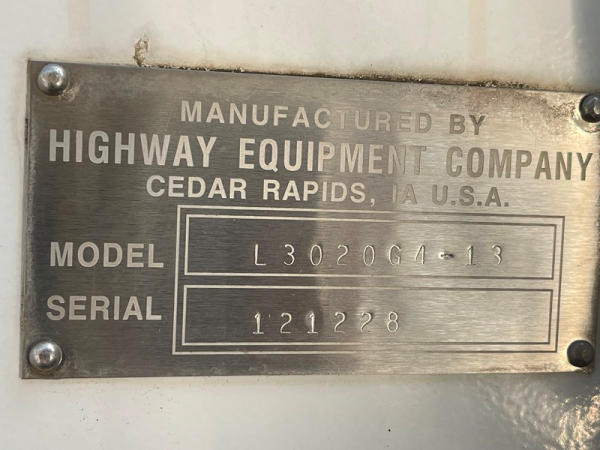 MANUFACTURED BY
HIGHWAY EQUIPMENT COMPANY
CEDAR RAPIDS, IA U.S.A.
MODEL L3020G4-13
SERIAL 121228